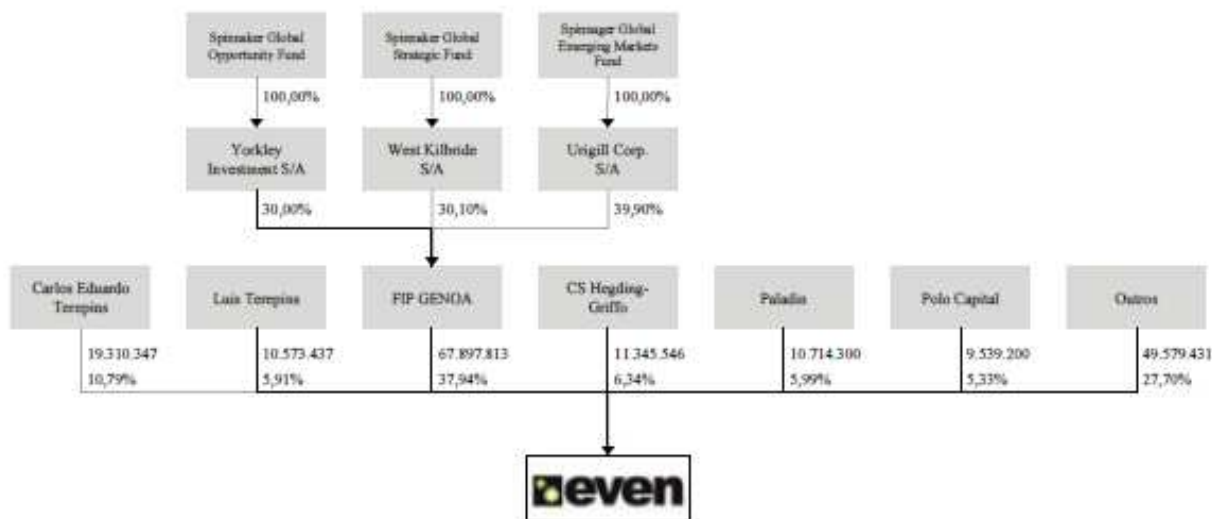 Spinnaker Global
Opportunity Fund
Spinnaker Global
Strategic Fund
Spinnager Global
Emerging Markets
Fund
100,00%
100,00%
100,00%
Yorkley
Investment S/A
West Kilbride
S/A
Urigill Corp.
S/A
30,00%
30,10%
39,90%
Carlos Eduardo
Terepins
Luis Terepins
FIP GENOA
CS Hegding-
Griffo
Paladin
Polo Capital
Outros
19.310.347
10.573.437
67.897.813
11.345.546
10.714.300
9.539.200
49.579.431
10,79%
5,91%
37,94%
6,34%
5,99%
5,33%
27,70%
even